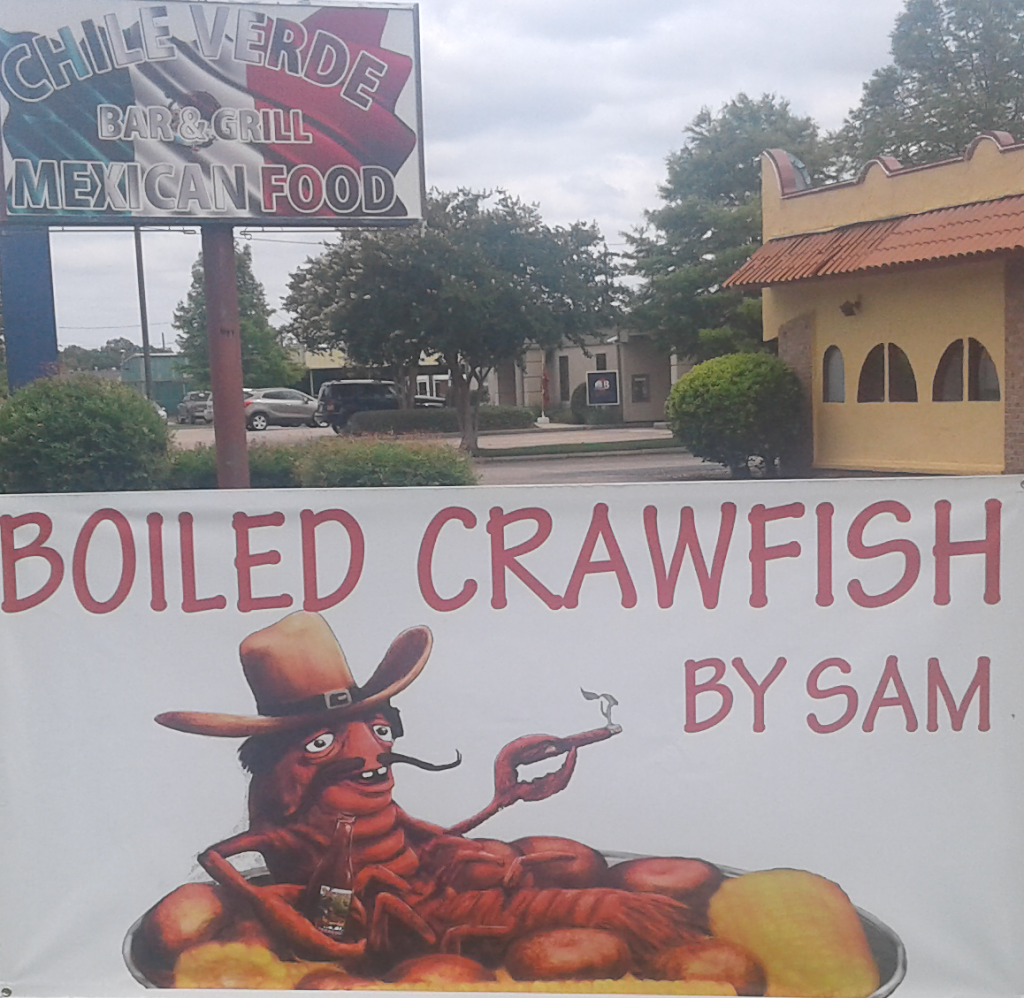 CHILE VERDE
BAR & GRILL
MEXICAN FOOD
BOILED CRAWFISH
BY SAM